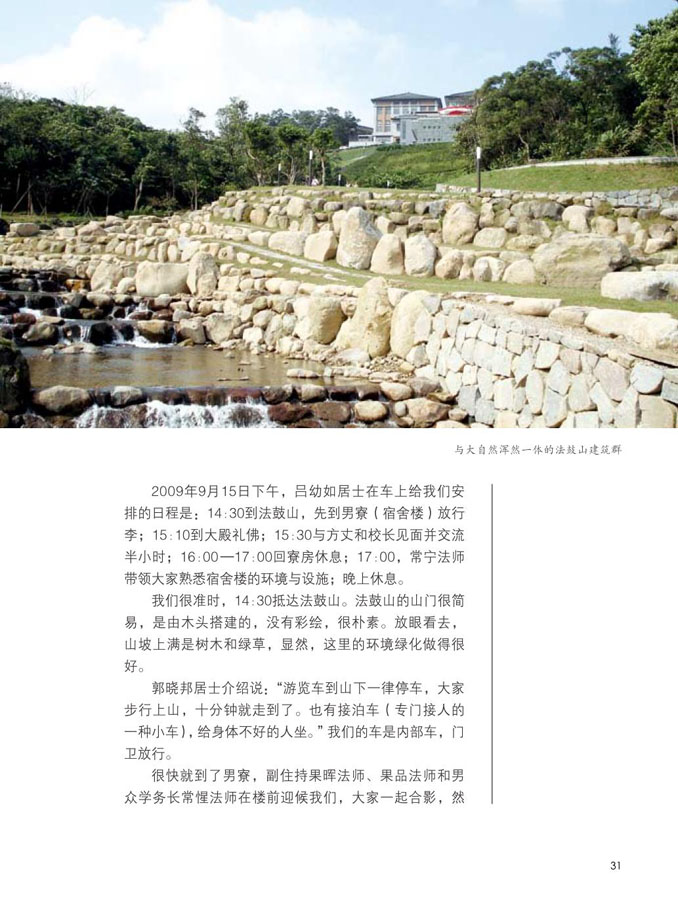 与大自然浑然一体的法鼓山建筑群
2009年9月15日下午，吕幼如居士在车上给我们安
排的日程是：14:30到法鼓山，先到男寮（宿舍楼）放行
李；15:10到大殿礼佛；15:30与方丈和校长见面并交流
半小时；16:00—17:00回寮房休息；17:00，常宁法师
带领大家熟悉宿舍楼的环境与设施；晚上休息。
我们很准时，14:30抵达法鼓山。法鼓山的山门很简
易，是由木头搭建的，没有彩绘，很朴素。放眼看去，
山坡上满是树木和绿草，显然，这里的环境绿化做得很
好。
郭晓邦居士介绍说：“游览车到山下一律停车，大家
步行上山，十分钟就走到了。也有接泊车（专门接人的
一种小车），给身体不好的人坐。”我们的车是内部车，门
卫放行。
很快就到了男寮，副住持果晖法师、果品法师和男
众学务长常惺法师在楼前迎候我们，大家一起合影，然
31